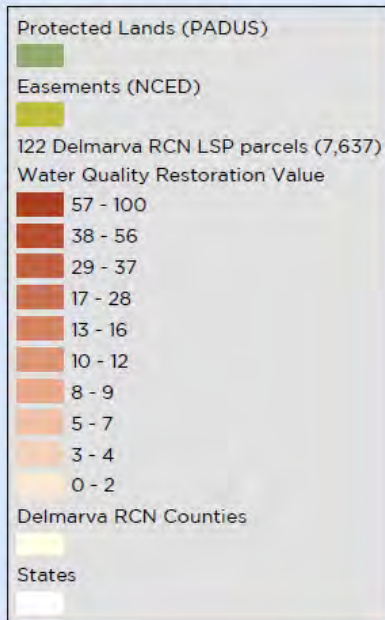 Protected Lands (PADUS)
Easements (NCED)
122 Delmarva RCN LSP parcels (7,637)
Water Quality Restoration Value
57 - 100
38 - 56
29 - 37
17 - 28
13 - 16
10 - 12
8 - 9
5 - 7
3 - 4
0 - 2
Delmarva RCN Counties
States